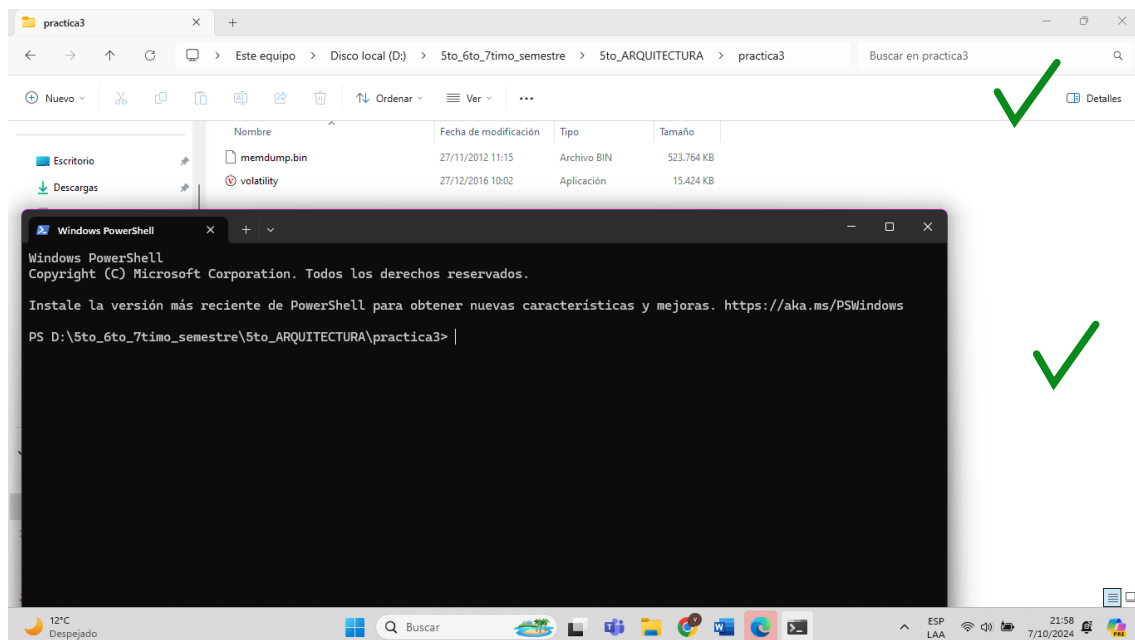 practica3
Este equipo > Disco local (D:) > 5to_6to_7timo_semestre > 5to_ARQUITECTURA > practica3
Buscar en practica3
Nuevo
Ordenar
Ver
Detalles
Nombre Fecha de modificación Tipo Tamaño
Escritorio
memdump.bin 27/11/2012 11:15 Archivo BIN 523.764 KB
Descargas
volatility 27/12/2016 10:02 Aplicación 15.424 KB
Windows PowerShell
Windows PowerShell
Copyright (C) Microsoft Corporation. Todos los derechos reservados.
Instale la versión más reciente de PowerShell para obtener nuevas características y mejoras. https://aka.ms/PSWindows
PS D:\5to_6to_7timo_semestre\5to_ARQUITECTURA\practica3>
12°C
Despejado
Buscar
ESP
LAA
21:58
7/10/2024
PRE